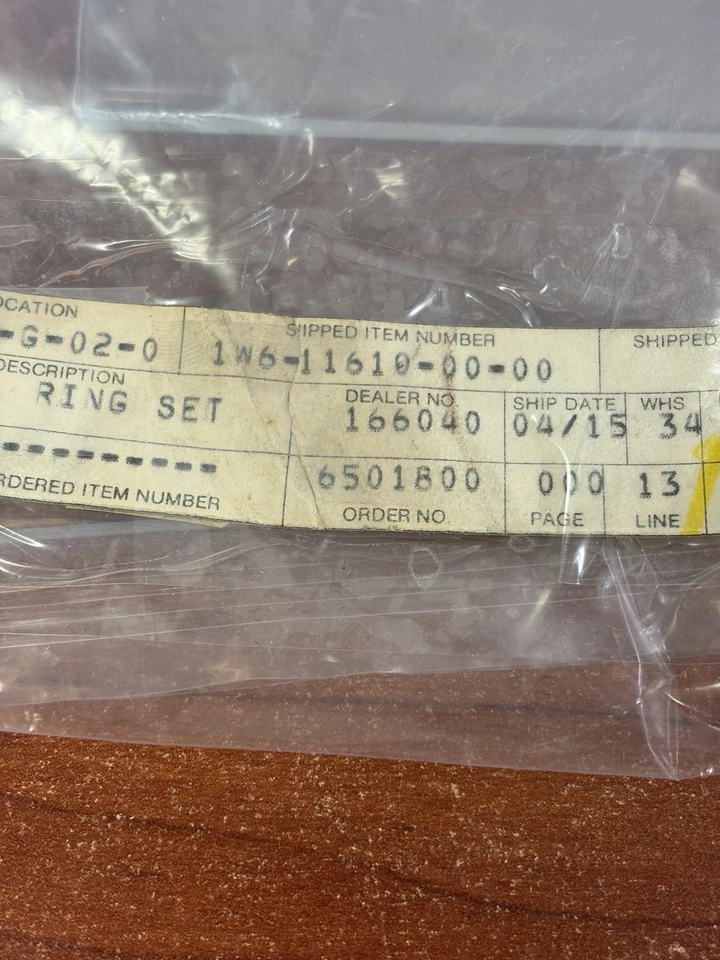 OCATION SHIPPED ITEM NUMBER SHIPPED
-G-02-0 1W6-11610-00-00
DESCRIPTION DEALER NO. SHIP DATE WHS
RING SET 166040 04/15 34
--------- 6501800 000 13
RDERED ITEM NUMBER ORDER NO. PAGE LINE